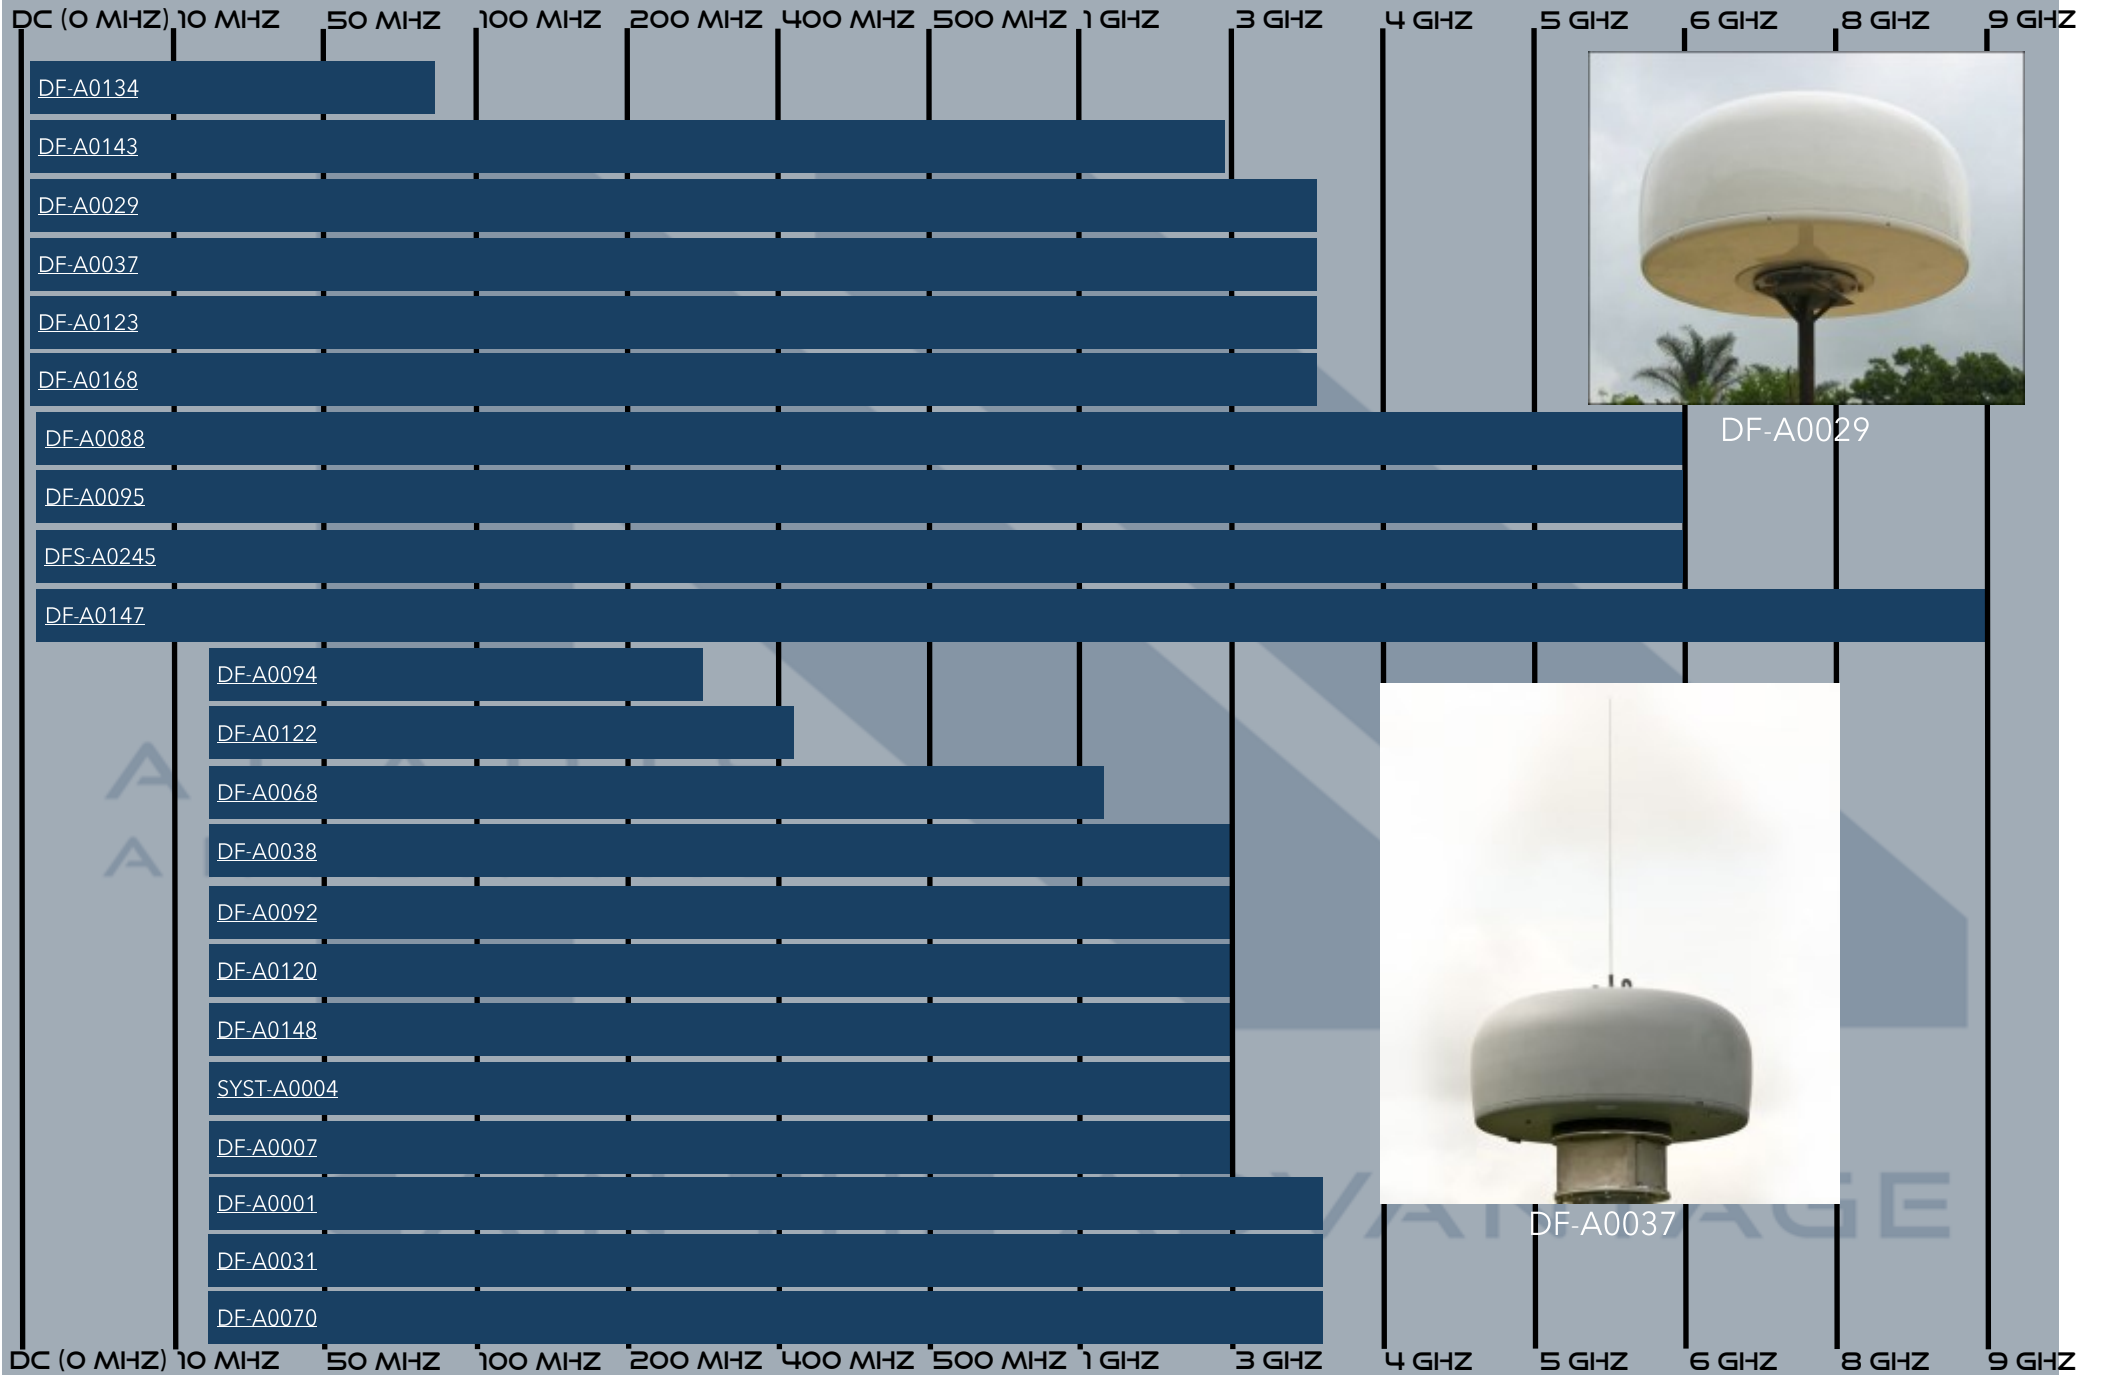 DC (0 MHZ) 10 MHZ 50 MHZ 100 MHZ 200 MHZ 400 MHZ 500 MHZ 1 GHZ 3 GHZ 4 GHZ 5 GHZ 6 GHZ 8 GHZ 9 GHZ
DF-A0134
DF-A0143
DF-A0029
DF-A0037
DF-A0123
DF-A0168
DF-A0088
DF-A0029
DF-A0095
DFS-A0245
DF-A0147
DF-A0094
DF-A0122
DF-A0068
DF-A0038
DF-A0092
DF-A0120
DF-A0148
SYST-A0004
DF-A0007
DF-A0001
DF-A0037
DF-A0031
DF-A0070
DC (0 MHZ) 10 MHZ 50 MHZ 100 MHZ 200 MHZ 400 MHZ 500 MHZ 1 GHZ 3 GHZ 4 GHZ 5 GHZ 6 GHZ 8 GHZ 9 GHZ